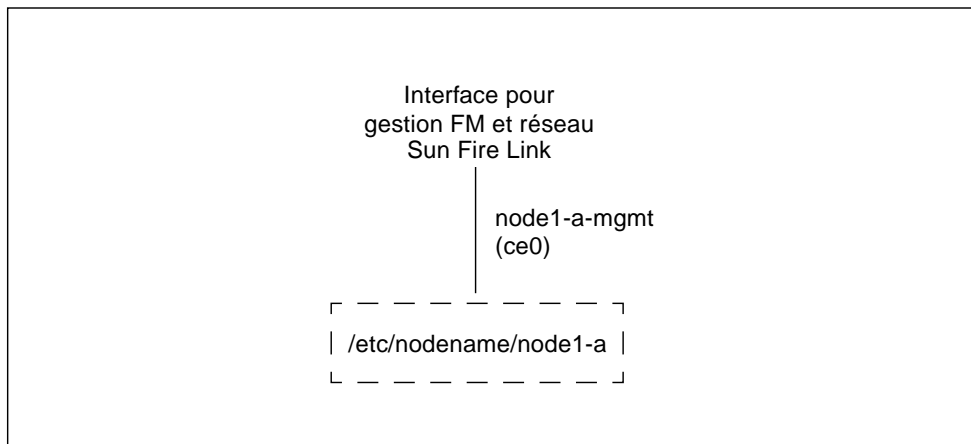 Interface pour
gestion FM et réseau
Sun Fire Link
node1-a-mgmt
(ce0)
/etc/nodename/node1-a